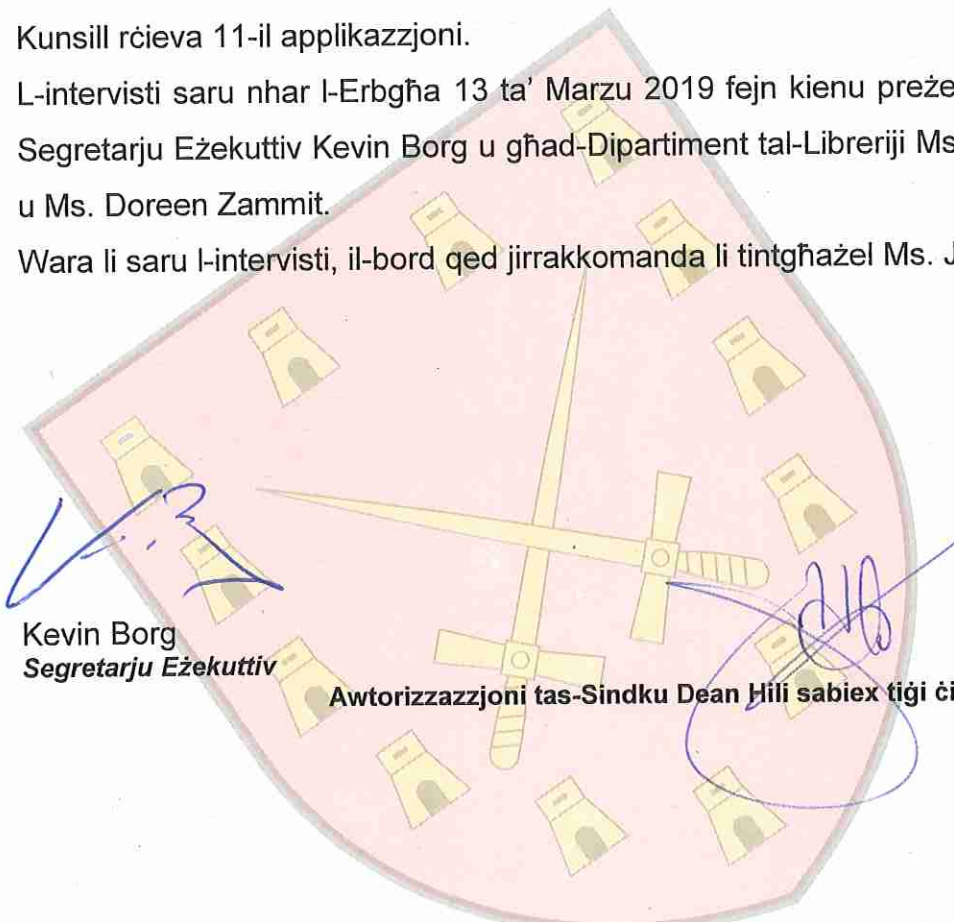 Kunsill rċieva 11-il applikazzjoni.
L-intervisti saru nhar l-Erbgħa 13 ta' Marzu 2019 fejn kienu preże
Segretarju Eżekuttiv Kevin Borg u għad-Dipartiment tal-Libreriji Ms.
u Ms. Doreen Zammit.
Wara li saru l-intervisti, il-bord qed jirrakkomanda li tintgħażel Ms. J
Kevin Borg
Segretarju Eżekuttiv
Awtorizzazzjoni tas-Sindku Dean Hili sabiex tiġi ċi